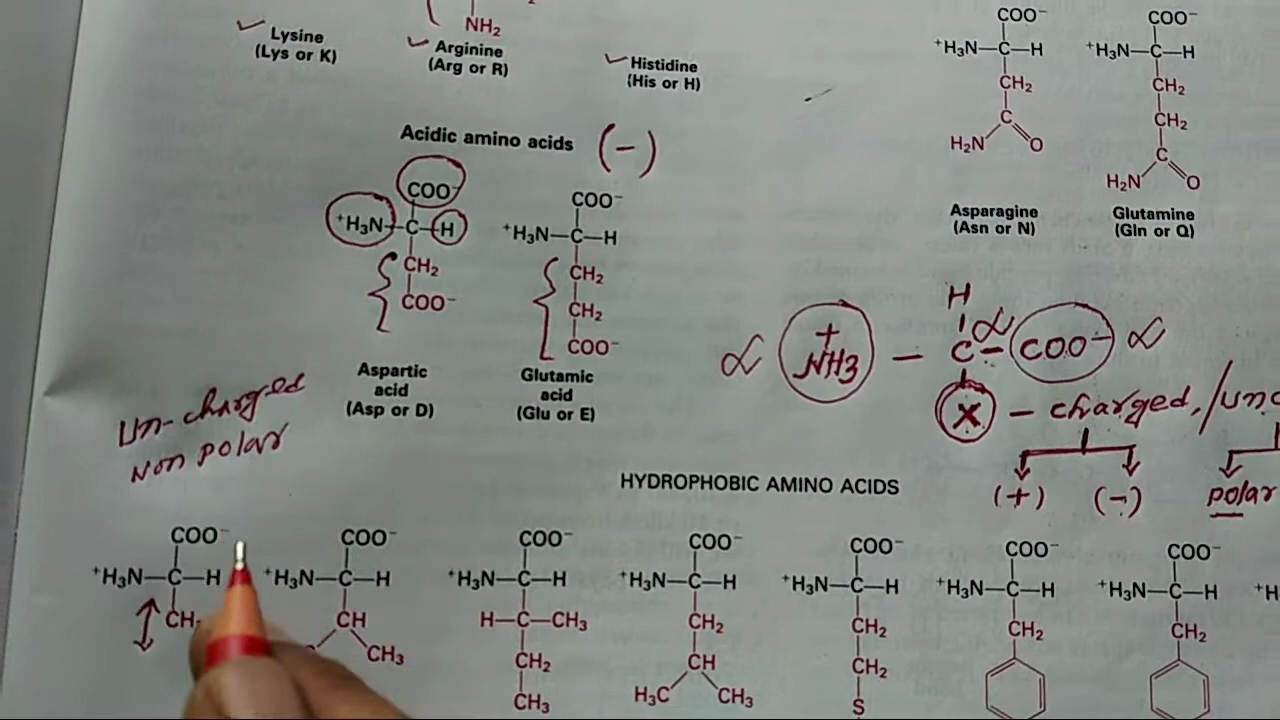 NH₂
Lysine
(Lys or K)
Arginine
(Arg or R)
Histidine
(His or H)
COO⁻
⁺H₃N—C—H
CH₂
C
H₂N O
Asparagine
(Asn or N)
COO⁻
⁺H₃N—C—H
CH₂
CH₂
C
H₂N O
Glutamine
(Gln or Q)
Acidic amino acids (-)
COO⁻
⁺H₃N—C—H
CH₂
COO⁻
Aspartic
acid
(Asp or D)
COO⁻
⁺H₃N—C—H
CH₂
CH₂
COO⁻
Glutamic
acid
(Glu or E)
H
∝ +NH3 — C ∝ — COO⁻ ∝
X — charged, /
(+) (-) polar
Un-charged
Non polar
HYDROPHOBIC AMINO ACIDS
COO⁻
⁺H₃N—C—H
COO⁻
⁺H₃N—C—H
CH
CH₃
COO⁻
⁺H₃N—C—H
H—C—CH₃
CH₂
CH₃
COO⁻
⁺H₃N—C—H
CH₂
CH
H₃C CH₃
COO⁻
⁺H₃N—C—H
CH₂
CH₂
S
COO⁻
⁺H₃N—C—H
CH₂
COO⁻
⁺H₃N—C—H
CH₂
⁺H